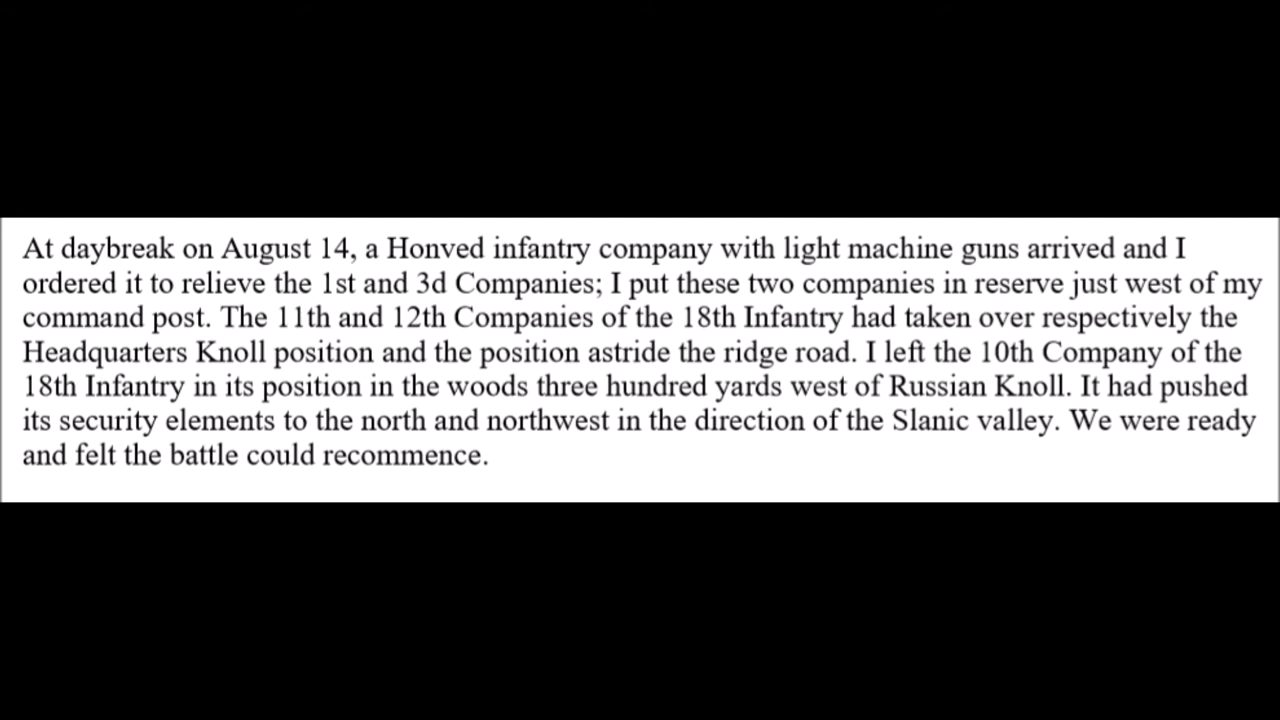 At daybreak on August 14, a Honved infantry company with light machine guns arrived and I
ordered it to relieve the 1st and 3d Companies; I put these two companies in reserve just west of my
command post. The 11th and 12th Companies of the 18th Infantry had taken over respectively the
Headquarters Knoll position and the position astride the ridge road. I left the 10th Company of the
18th Infantry in its position in the woods three hundred yards west of Russian Knoll. It had pushed
its security elements to the north and northwest in the direction of the Slanic valley. We were ready
and felt the battle could recommence.